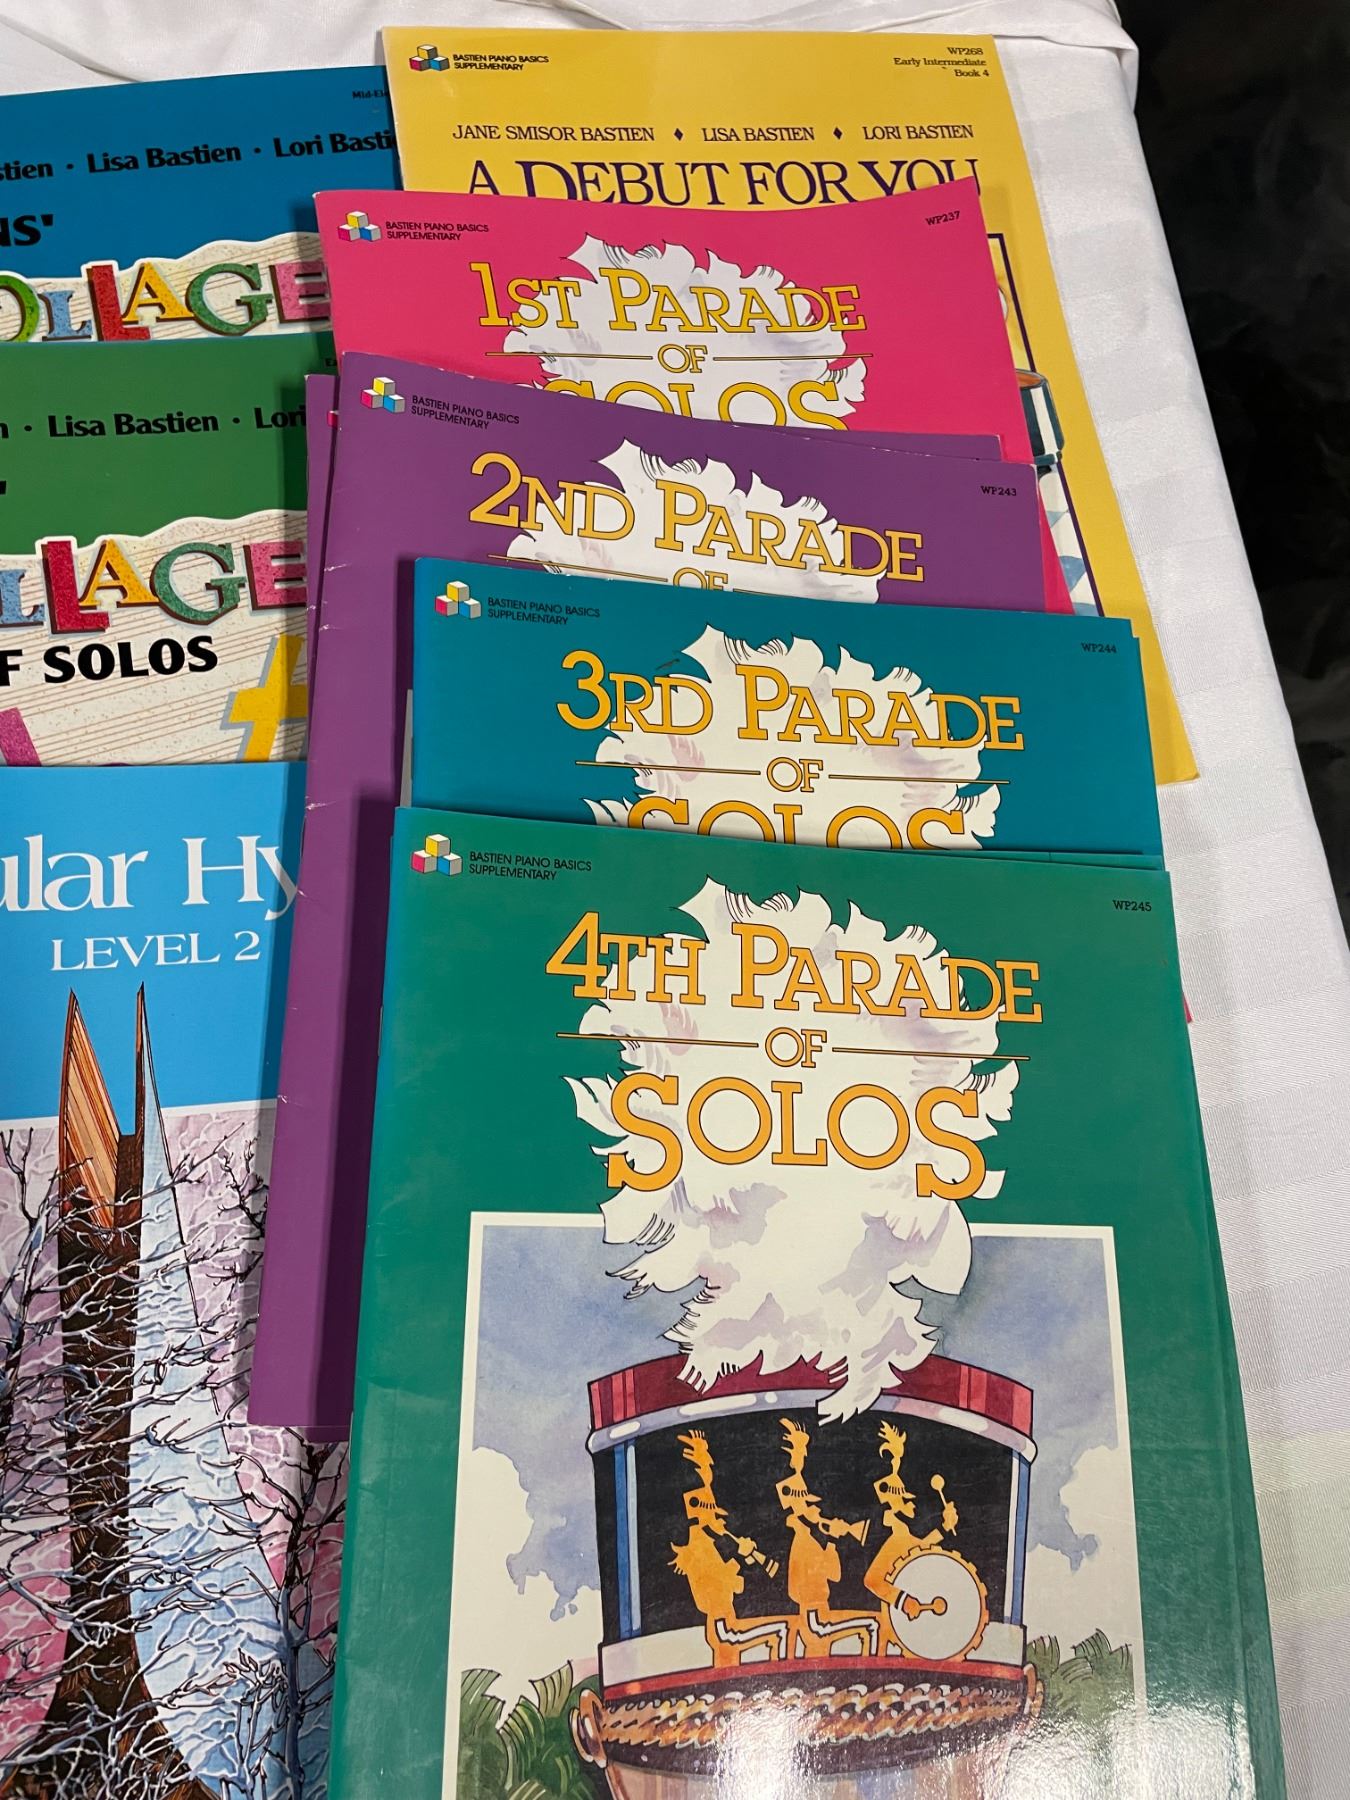 BASTIEN PIANO BASICS
SUPPLEMENTARY
WP268
Early Intermediate
Book 4
JANE SMISOR BASTIEN ♦ LISA BASTIEN ♦ LORI BASTIEN
A DEBUT FOR YOU
BASTIEN PIANO BASICS
SUPPLEMENTARY
WP237
1ST PARADE
OF
SOLOS
BASTIEN PIANO BASICS
SUPPLEMENTARY
WP243
2ND PARADE
OF
BASTIEN PIANO BASICS
SUPPLEMENTARY
WP244
3RD PARADE
OF
SOLOS
BASTIEN PIANO BASICS
SUPPLEMENTARY
WP245
4TH PARADE
OF
SOLOS
stien · Lisa Bastien · Lori Basti
NS'
OLLAGE
n · Lisa Bastien · Lori
LLAGE
F SOLOS
ular Hy
LEVEL 2